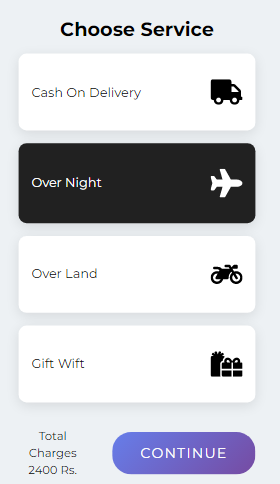 Choose Service
Cash On Delivery
Over Night
Over Land
Gift Wift
Total
Charges
2400 Rs.
CONTINUE